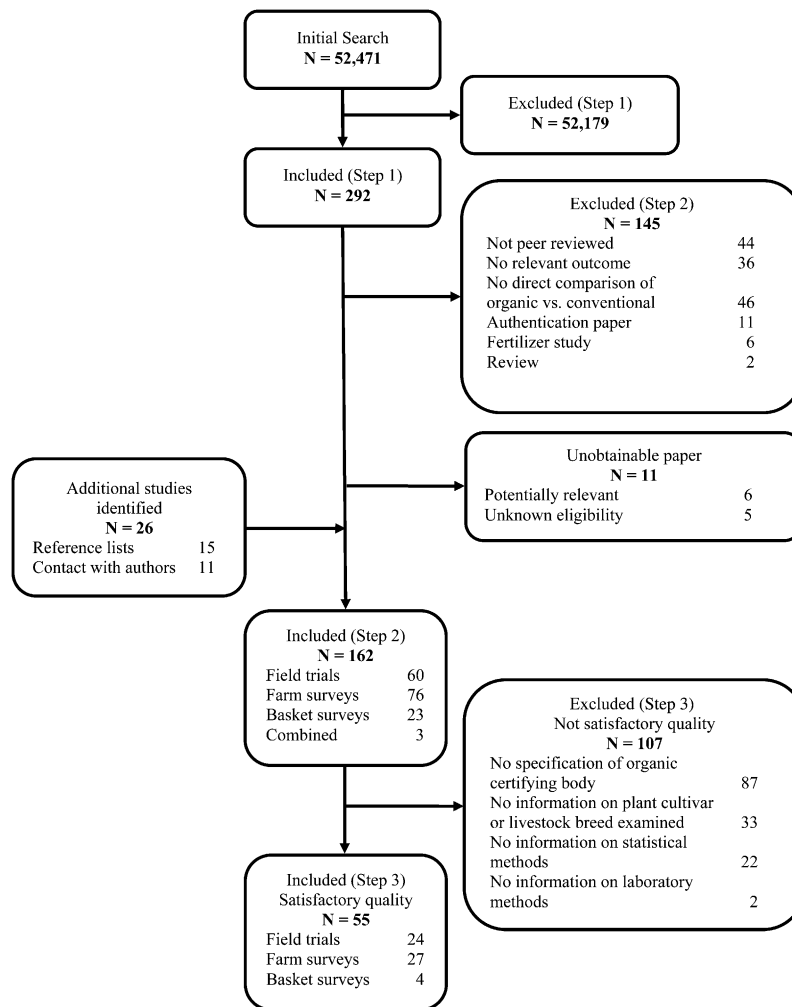 Initial Search
N = 52,471
Excluded (Step 1)
N = 52,179
Included (Step 1)
N = 292
Excluded (Step 2)
N = 145
Not peer reviewed 44
No relevant outcome 36
No direct comparison of
organic vs. conventional 46
Authentication paper 11
Fertilizer study 6
Review 2
Unobtainable paper
N = 11
Potentially relevant 6
Unknown eligibility 5
Additional studies
identified
N = 26
Reference lists 15
Contact with authors 11
Included (Step 2)
N = 162
Field trials 60
Farm surveys 76
Basket surveys 23
Combined 3
Excluded (Step 3)
Not satisfactory quality
N = 107
No specification of organic
certifying body 87
No information on plant cultivar
or livestock breed examined 33
No information on statistical
methods 22
No information on laboratory
methods 2
Included (Step 3)
Satisfactory quality
N = 55
Field trials 24
Farm surveys 27
Basket surveys 4